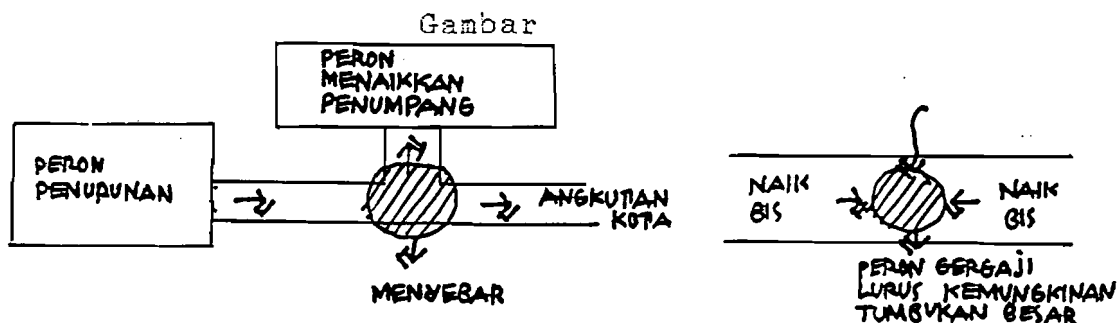 Gambar
PERON
MENAIKKAN
PENUMPANG
PERON
PENURUNAN
ANGKUTAN
KOTA
MENYEBAR
NAIK
BIS
NAIK
BIS
PERON GERGAJI
LURUS KEMUNGKINAN
TUMBUKAN BESAR